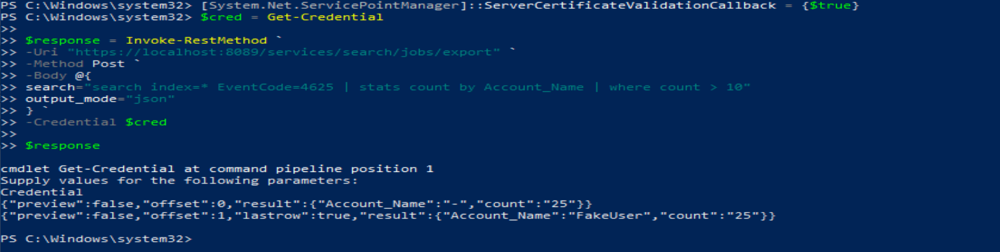 PS C:\Windows\system32> [System.Net.ServicePointManager]::ServerCertificateValidationCallback = {$true}
PS C:\Windows\system32> $cred = Get-Credential
>>
>> $response = Invoke-RestMethod `
>> -Uri "https://localhost:8089/services/search/jobs/export" `
>> -Method Post `
>> -Body @{
>> search="search index=* EventCode=4625 | stats count by Account_Name | where count > 10"
>> output_mode="json"
>> } `
>> -Credential $cred
>>
>> $response
cmdlet Get-Credential at command pipeline position 1
Supply values for the following parameters:
Credential
{"preview":false,"offset":0,"result":{"Account_Name":"-","count":"25"}}
{"preview":false,"offset":1,"lastrow":true,"result":{"Account_Name":"FakeUser","count":"25"}}
PS C:\Windows\system32>